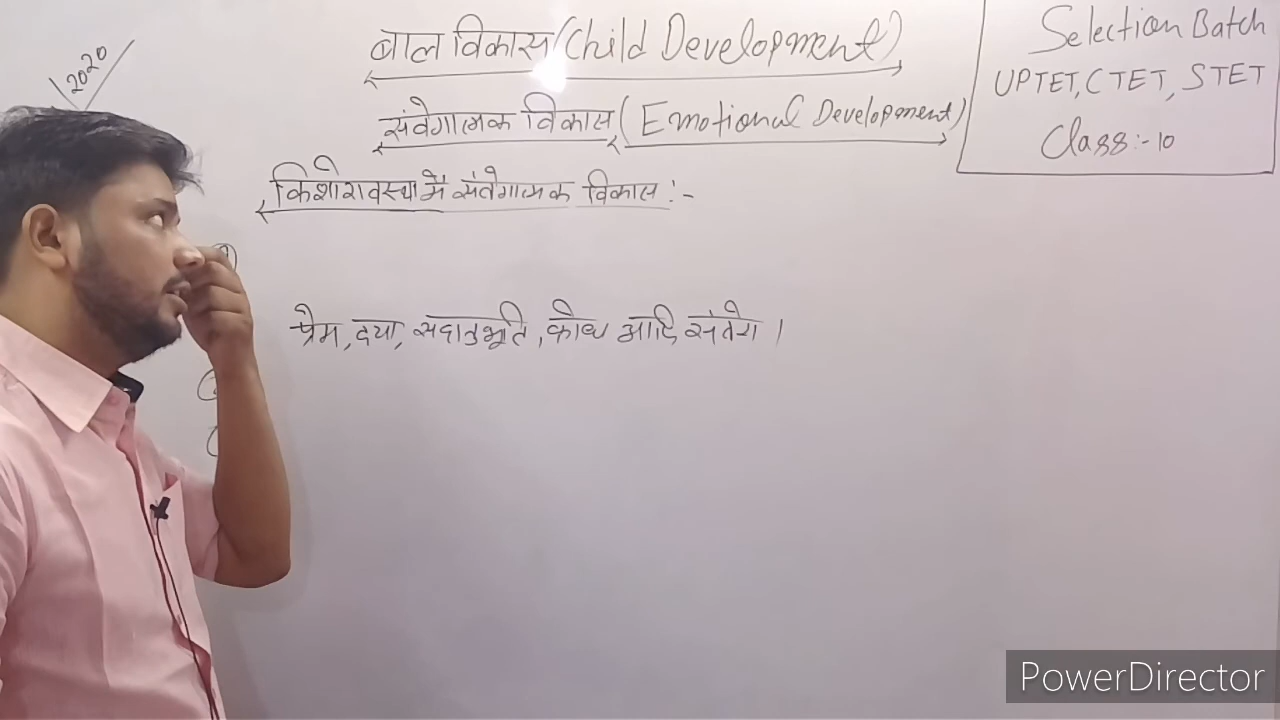 2020
बाल विकास (Child Development)
संवेगात्मक विकास (Emotional Development)
Selection Batch
UPTET, CTET, STET
Class:- 10
किशोरावस्था में संवेगात्मक विकास :-
प्रेम, दया, सहानुभूति, क्रोध आदि संवेग।
PowerDirector